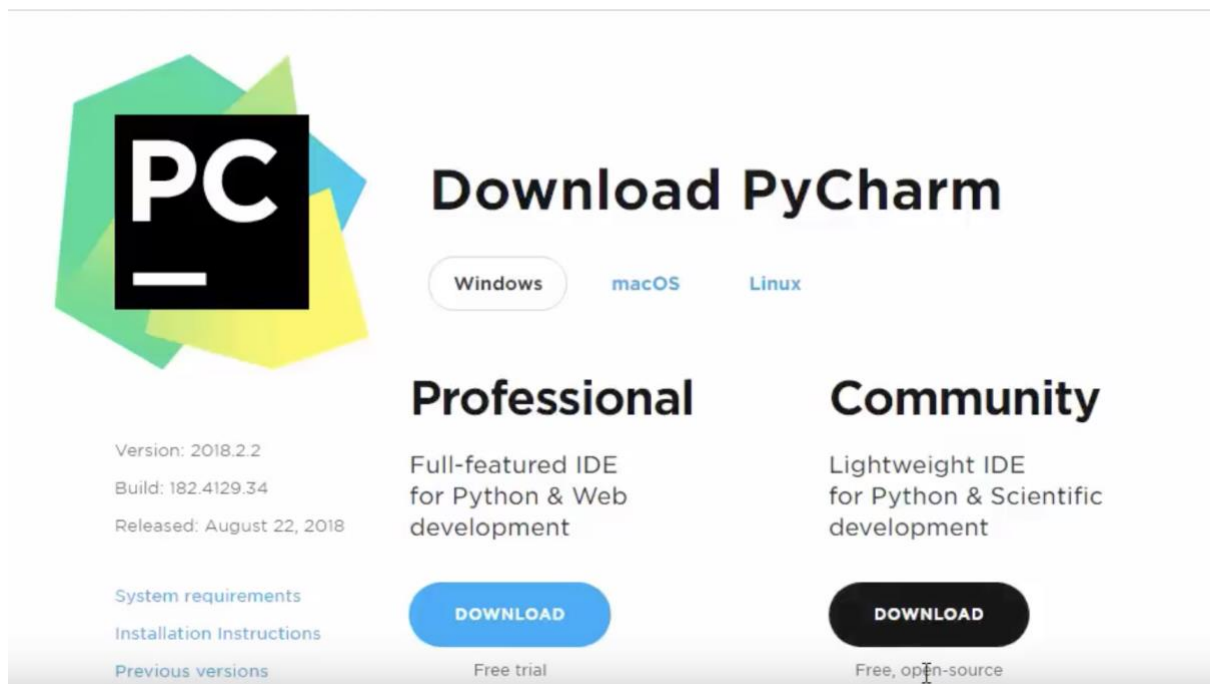 PC
Download PyCharm
Windows macOS Linux
Version: 2018.2.2
Build: 182.4129.34
Released: August 22, 2018
System requirements
Installation Instructions
Previous versions
Professional
Full-featured IDE
for Python & Web
development
DOWNLOAD
Free trial
Community
Lightweight IDE
for Python & Scientific
development
DOWNLOAD
Free, open-source